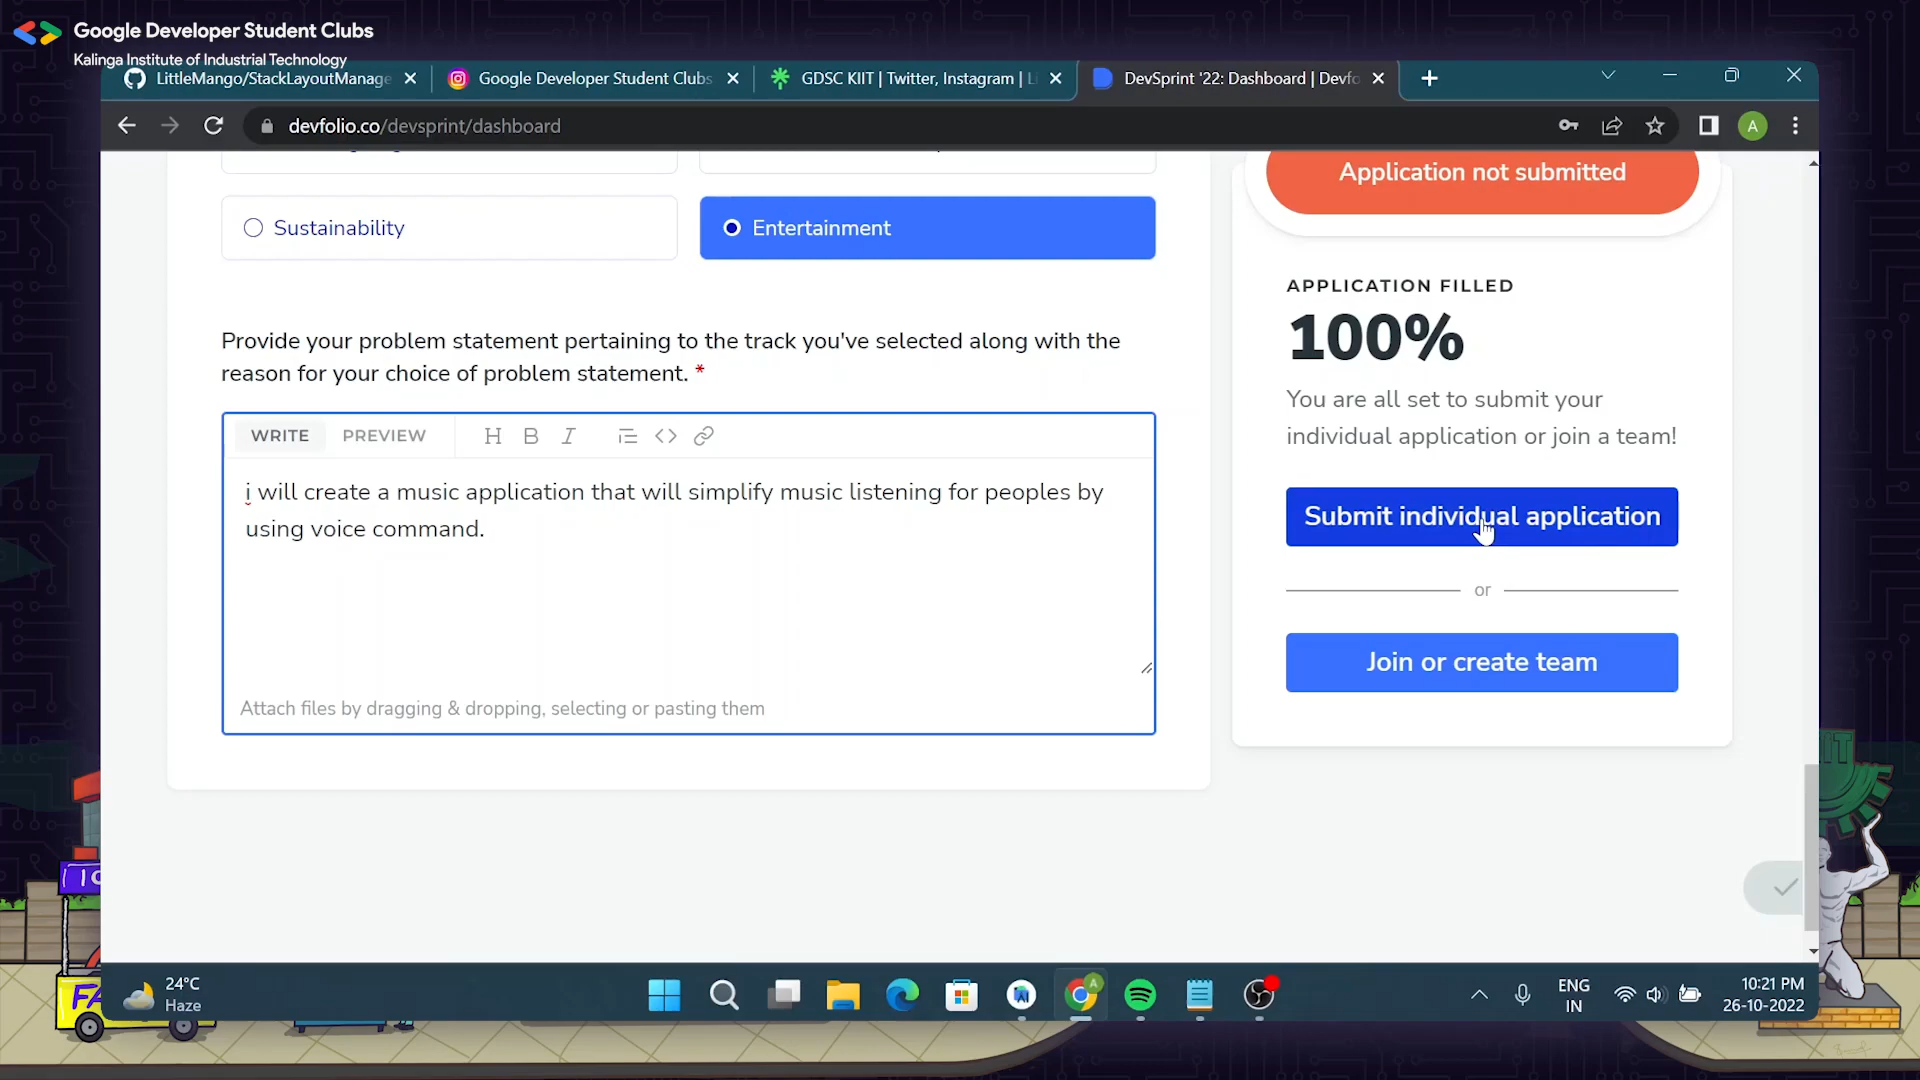 Google Developer Student Clubs
Kalinga Institute of Industrial Technology
LittleMango/StackLayoutManage
Google Developer Student Clubs
GDSC KIIT | Twitter, Instagram | Li
DevSprint '22: Dashboard | Devfo
devfolio.co/devsprint/dashboard
A
Application not submitted
Sustainability
Entertainment
APPLICATION FILLED
100%
You are all set to submit your
individual application or join a team!
Provide your problem statement pertaining to the track you've selected along with the
reason for your choice of problem statement. *
WRITE PREVIEW H B I
i will create a music application that will simplify music listening for peoples by
using voice command.
Submit individual application
or
Join or create team
Attach files by dragging & dropping, selecting or pasting them
24°C
Haze
A
ENG
IN
10:21 PM
26-10-2022